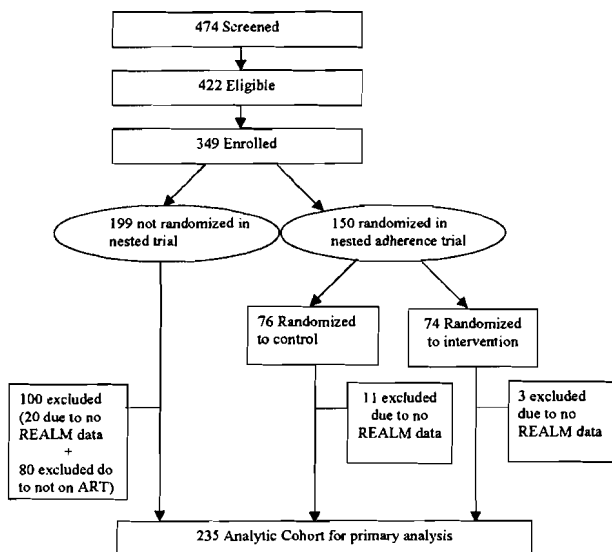 474 Screened
422 Eligible
349 Enrolled
199 not randomized in
nested trial
150 randomized in
nested adherence trial
76 Randomized
to control
74 Randomized
to intervention
100 excluded
(20 due to no
REALM data
+
80 excluded do
to not on ART)
11 excluded
due to no
REALM data
3 excluded
due to no
REALM data
235 Analytic Cohort for primary analysis